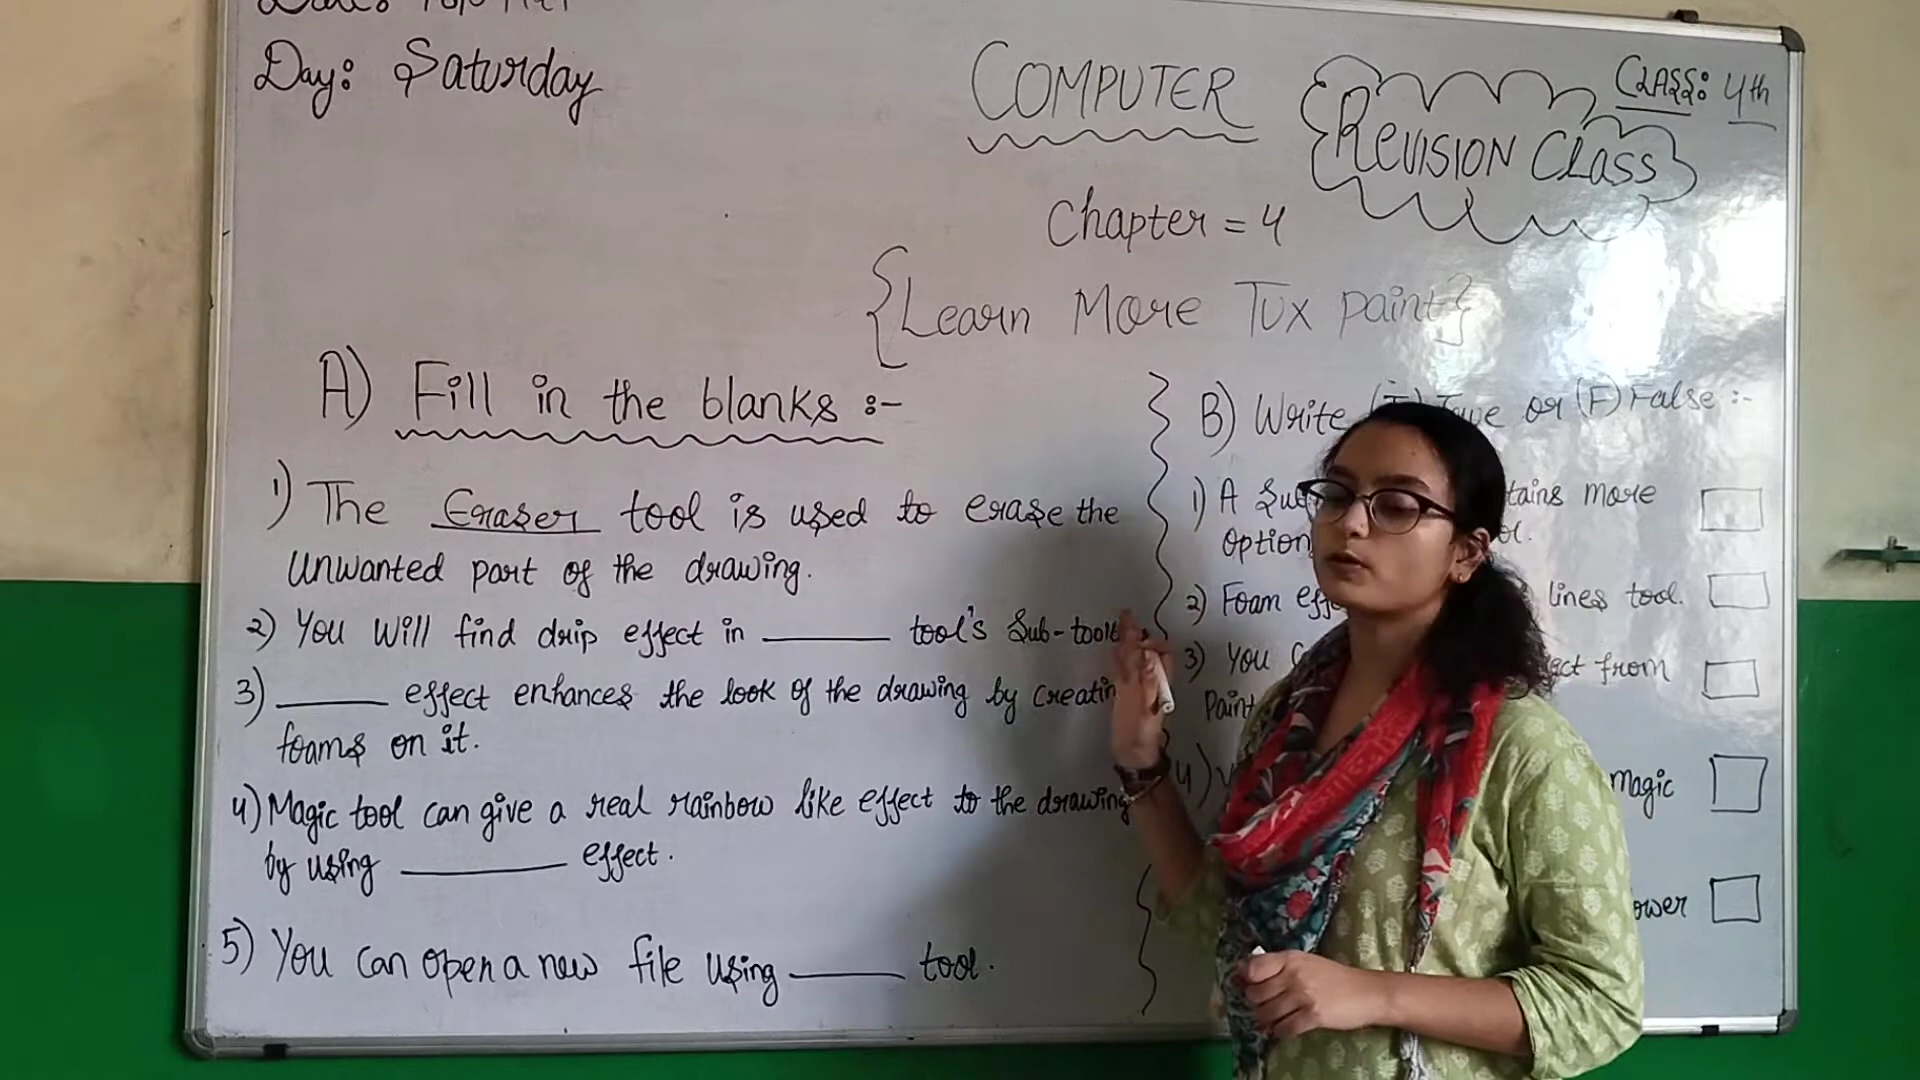 Day: Saturday
COMPUTER
CLASS: 4th
REVISION CLASS
Chapter = 4
{Learn More Tux paint}
A) Fill in the blanks :-
1) The Eraser tool is used to erase the
unwanted part of the drawing.
2) You will find drip effect in ______ tool's Sub-tools
3) ______ effect enhances the look of the drawing by
foams on it.
4) Magic tool can give a real rainbow like effect to the drawing
by using ______ effect.
5) You can open a new file using ______ tool.
B) Write True or (F) False :-
1) A more
option
2) Foam lines tool.
3) You from
Paint
4) magic